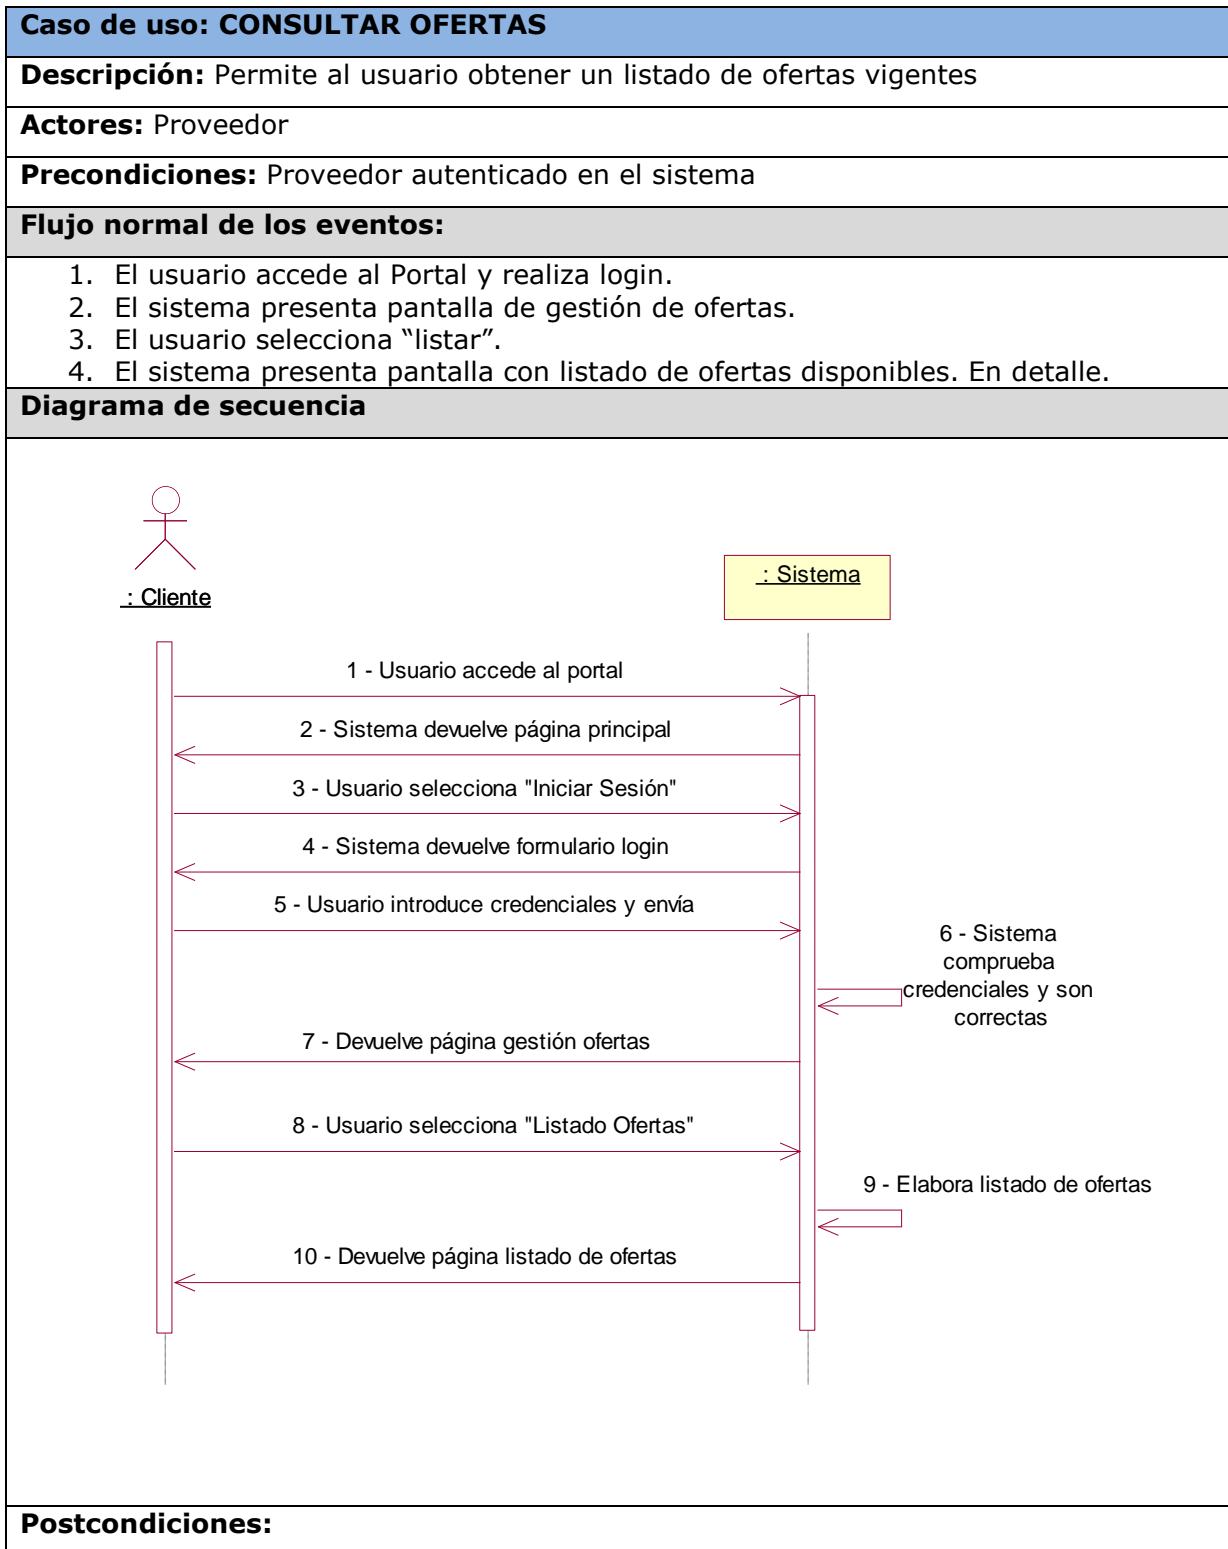 Caso de uso: CONSULTAR OFERTAS
Descripción: Permite al usuario obtener un listado de ofertas vigentes
Actores: Proveedor
Precondiciones: Proveedor autenticado en el sistema
Flujo normal de los eventos:
1. El usuario accede al Portal y realiza login.
2. El sistema presenta pantalla de gestión de ofertas.
3. El usuario selecciona “listar”.
4. El sistema presenta pantalla con listado de ofertas disponibles. En detalle.
Diagrama de secuencia
: Cliente
: Sistema
1 - Usuario accede al portal
2 - Sistema devuelve página principal
3 - Usuario selecciona "Iniciar Sesión"
4 - Sistema devuelve formulario login
5 - Usuario introduce credenciales y envía
6 - Sistema
comprueba
credenciales y son
correctas
7 - Devuelve página gestión ofertas
8 - Usuario selecciona "Listado Ofertas"
9 - Elabora listado de ofertas
10 - Devuelve página listado de ofertas
Postcondiciones: